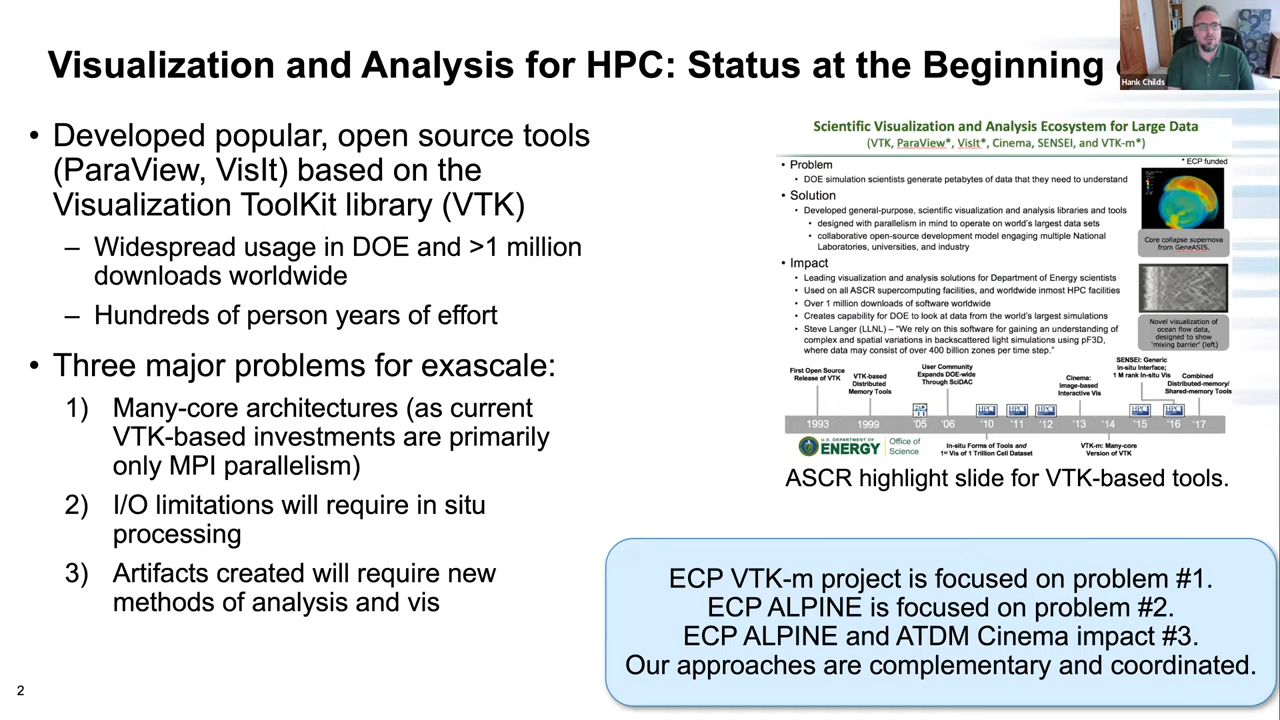 Visualization and Analysis for HPC: Status at the Beginning
Hank Childs
• Developed popular, open source tools
(ParaView, VisIt) based on the
Visualization ToolKit library (VTK)
– Widespread usage in DOE and >1 million
downloads worldwide
– Hundreds of person years of effort
• Three major problems for exascale:
1) Many-core architectures (as current
VTK-based investments are primarily
only MPI parallelism)
2) I/O limitations will require in situ
processing
3) Artifacts created will require new
methods of analysis and vis
Scientific Visualization and Analysis Ecosystem for Large Data
(VTK, ParaView*, VisIt*, Cinema, SENSEI, and VTK-m*)
* ECP funded
• Problem
• DOE simulation scientists generate petabytes of data that they need to understand
• Solution
• Developed general-purpose, scientific visualization and analysis libraries and tools
• designed with parallelism in mind to operate on world's largest data sets
• collaborative open-source development model engaging multiple National
Laboratories, universities, and industry
Core collapse supernova
from GenASIS.
• Impact
• Leading visualization and analysis solutions for Department of Energy scientists
• Used on all ASCR supercomputing facilities, and worldwide inmost HPC facilities
• Over 1 million downloads of software worldwide
• Creates capability for DOE to look at data from the world's largest simulations
• Steve Langer (LLNL) – "We rely on this software for gaining an understanding of
complex and spatial variations in backscattered light simulations using pF3D,
where data may consist of over 400 billion zones per time step."
Novel visualization of
ocean flow data,
designed to show
'mixing barrier' (left)
First Open Source
Release of VTK
VTK-based
Distributed
Memory Tools
User Community
Expands DOE-wide
Through SciDAC
Cinema:
Image-based
Interactive Vis
SENSEI: Generic
In-situ Interface;
1 M rank In-situ Vis
Combined
Distributed-memory/
Shared-memory Tools
1993 1999 '05 '06 '10 '11 '12 '13 '14 '15 '16 '17
U.S. DEPARTMENT OF
ENERGY
Office of
Science
In-situ Forms of Tools and
1st Vis of 1 Trillion Cell Dataset
VTK-m: Many-core
Version of VTK
ASCR highlight slide for VTK-based tools.
ECP VTK-m project is focused on problem #1.
ECP ALPINE is focused on problem #2.
ECP ALPINE and ATDM Cinema impact #3.
Our approaches are complementary and coordinated.
2